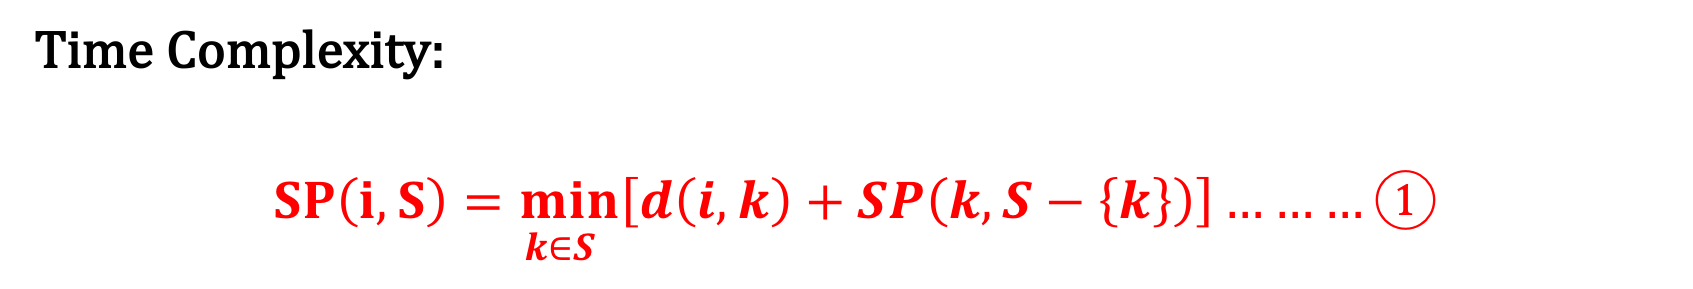 Time Complexity:
SP(i, S) = min[d(i, k) + SP(k, S − {k})] … … … ①
k∈S